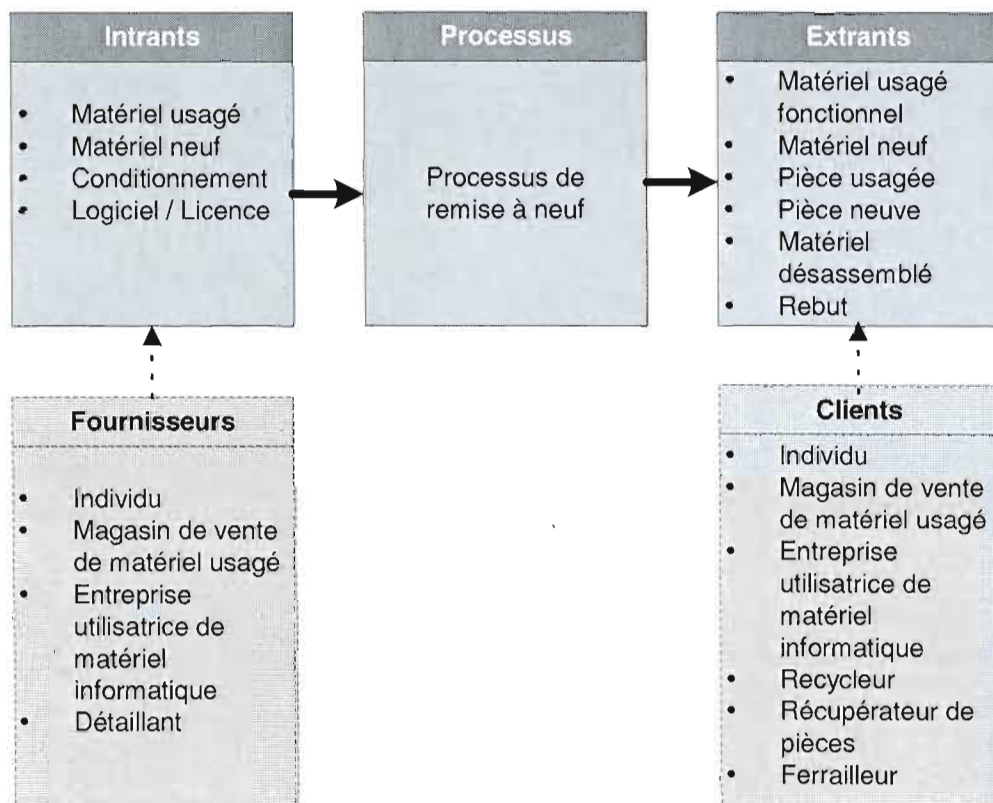 Intrants
• Matériel usagé
• Matériel neuf
• Conditionnement
• Logiciel / Licence
Processus
Processus de
remise à neuf
Extrants
• Matériel usagé
fonctionnel
• Matériel neuf
• Pièce usagée
• Pièce neuve
• Matériel
désassemblé
• Rebut
Fournisseurs
• Individu
• Magasin de vente
de matériel usagé
• Entreprise
utilisatrice de
matériel
informatique
• Détaillant
Clients
• Individu
• Magasin de vente
de matériel usagé
• Entreprise
utilisatrice de
matériel
informatique
• Recycleur
• Récupérateur de
pièces
• Ferrailleur